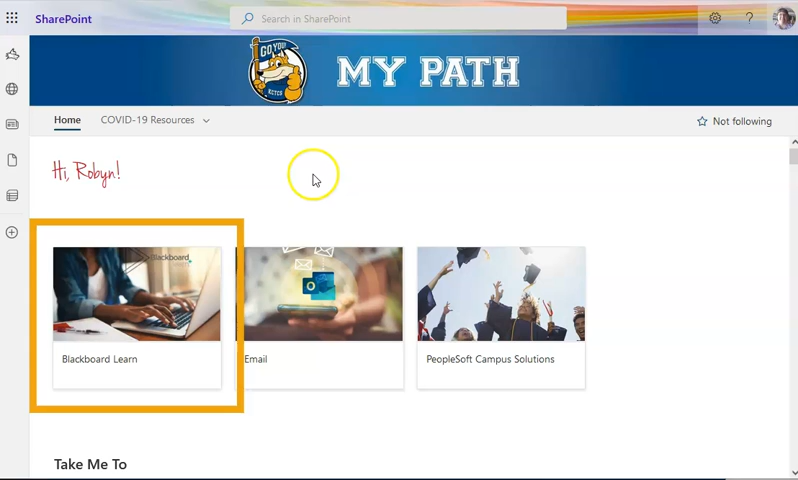 SharePoint
Search in SharePoint
?
GO YOU!
KCTCS
MY PATH
Home
COVID-19 Resources
Not following
Hi, Robyn!
Blackboard
Blackboard Learn
Email
PeopleSoft Campus Solutions
Take Me To